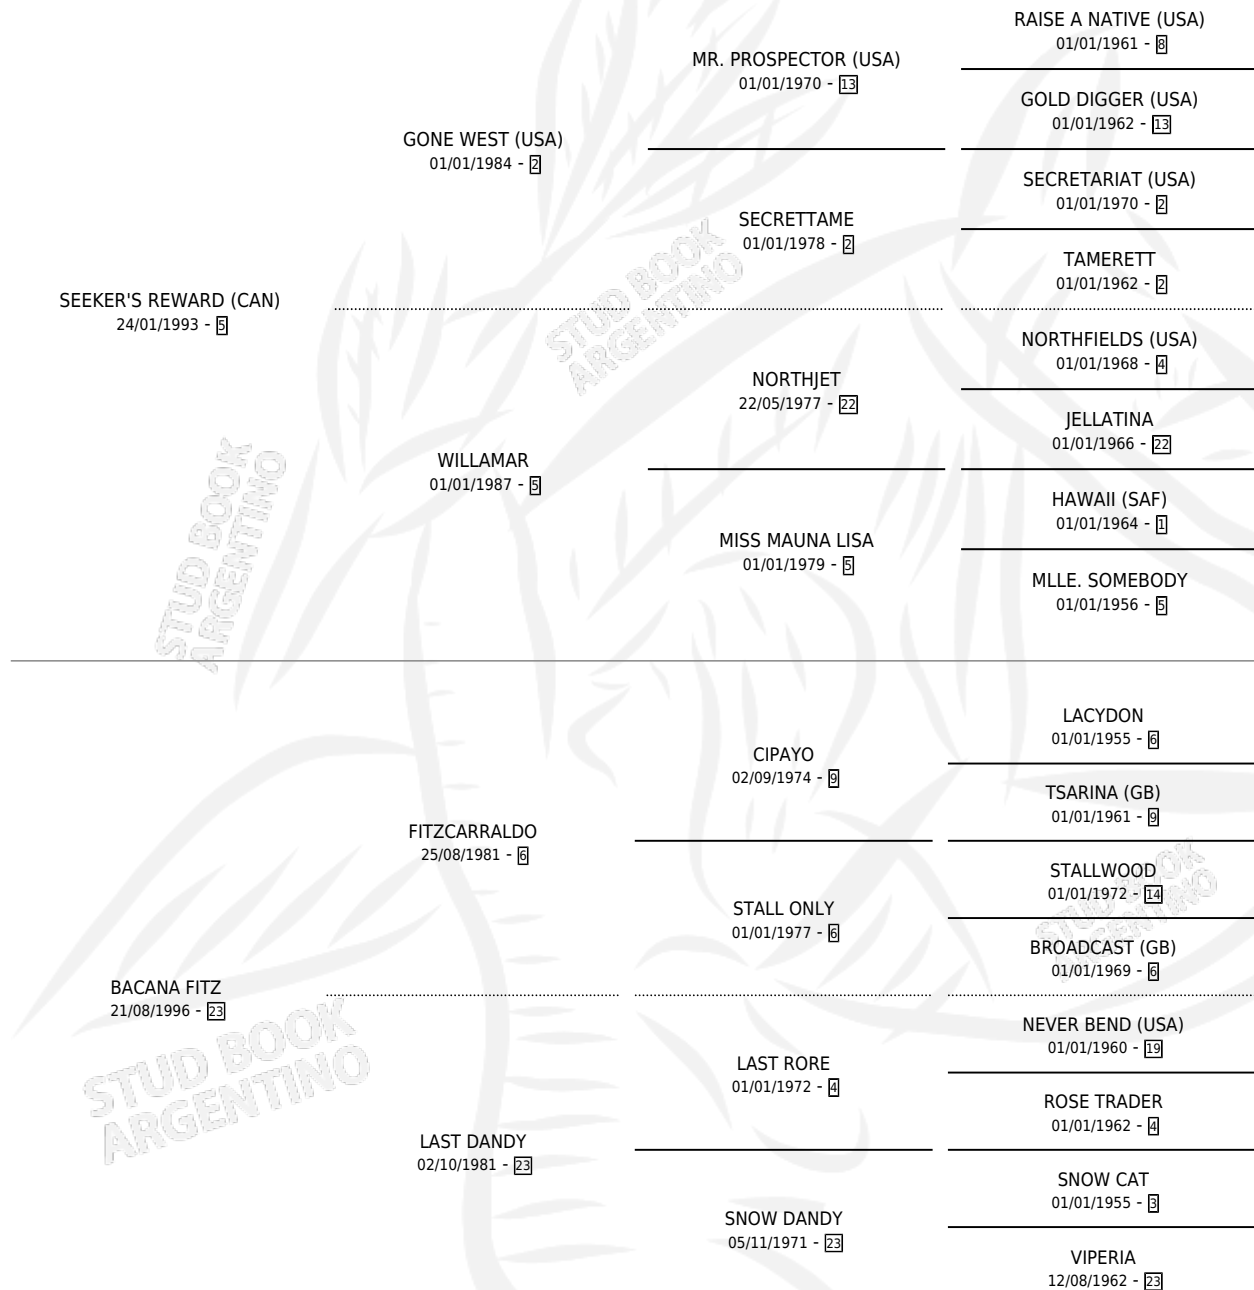 RAISE A NATIVE (USA)
01/01/1961 - 8
MR. PROSPECTOR (USA)
01/01/1970 - 13
GOLD DIGGER (USA)
01/01/1962 - 13
GONE WEST (USA)
01/01/1984 - 2
SECRETARIAT (USA)
01/01/1970 - 2
SECRETTAME
01/01/1978 - 2
TAMERETT
01/01/1962 - 2
SEEKER'S REWARD (CAN)
24/01/1993 - 5
NORTHFIELDS (USA)
01/01/1968 - 4
NORTHJET
22/05/1977 - 22
JELLATINA
01/01/1966 - 22
WILLAMAR
01/01/1987 - 5
HAWAII (SAF)
01/01/1964 - 1
MISS MAUNA LISA
01/01/1979 - 5
MLLE. SOMEBODY
01/01/1956 - 5
LACYDON
01/01/1955 - 6
CIPAYO
02/09/1974 - 9
TSARINA (GB)
01/01/1961 - 9
FITZCARRALDO
25/08/1981 - 6
STALLWOOD
01/01/1972 - 14
STALL ONLY
01/01/1977 - 6
BROADCAST (GB)
01/01/1969 - 6
BACANA FITZ
21/08/1996 - 23
NEVER BEND (USA)
01/01/1960 - 19
LAST RORE
01/01/1972 - 4
ROSE TRADER
01/01/1962 - 4
LAST DANDY
02/10/1981 - 23
SNOW CAT
01/01/1955 - 3
SNOW DANDY
05/11/1971 - 23
VIPERIA
12/08/1962 - 23
STUD BOOK
ARGENTINO
STUD BOOK
ARGENTINO
STUD BOOK
ARGENTINO
STUD BOOK
ARGENTINO